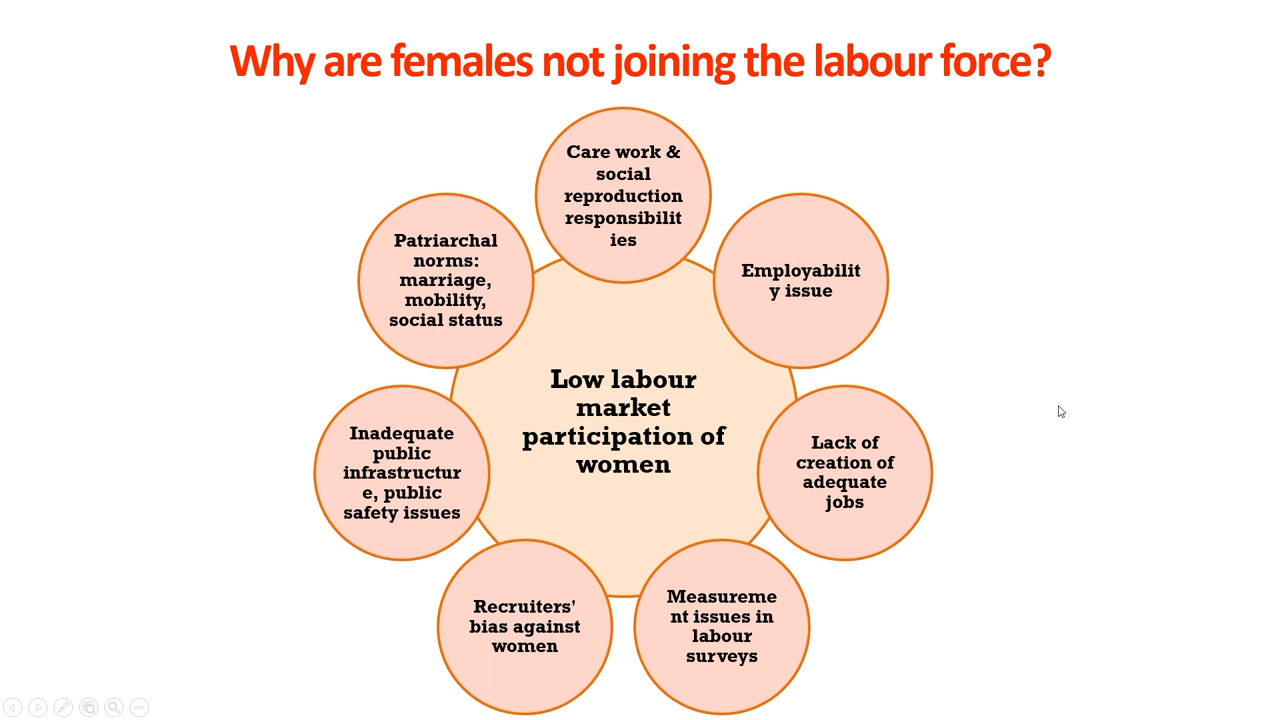 Why are females not joining the labour force?
Care work &
social
reproduction
responsibilit
ies
Employabilit
y issue
Lack of
creation of
adequate
jobs
Measureme
nt issues in
labour
surveys
Recruiters'
bias against
women
Inadequate
public
infrastructur
e, public
safety issues
Patriarchal
norms:
marriage,
mobility,
social status
Low labour
market
participation of
women